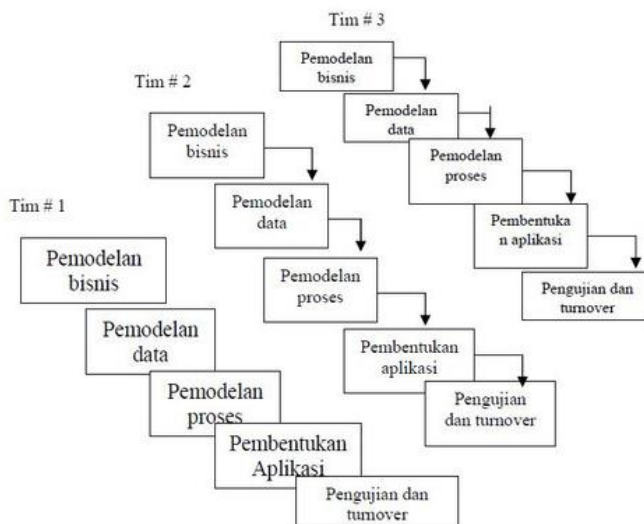 Tim # 3
Pemodelan
bisnis
Pemodelan
data
Pemodelan
proses
Pembentuka
n aplikasi
Pengujian dan
turnover
Tim # 2
Pemodelan
bisnis
Pemodelan
data
Pemodelan
proses
Pembentukan
aplikasi
Pengujian
dan turnover
Tim # 1
Pemodelan
bisnis
Pemodelan
data
Pemodelan
proses
Pembentukan
Aplikasi
Pengujian dan
turnover